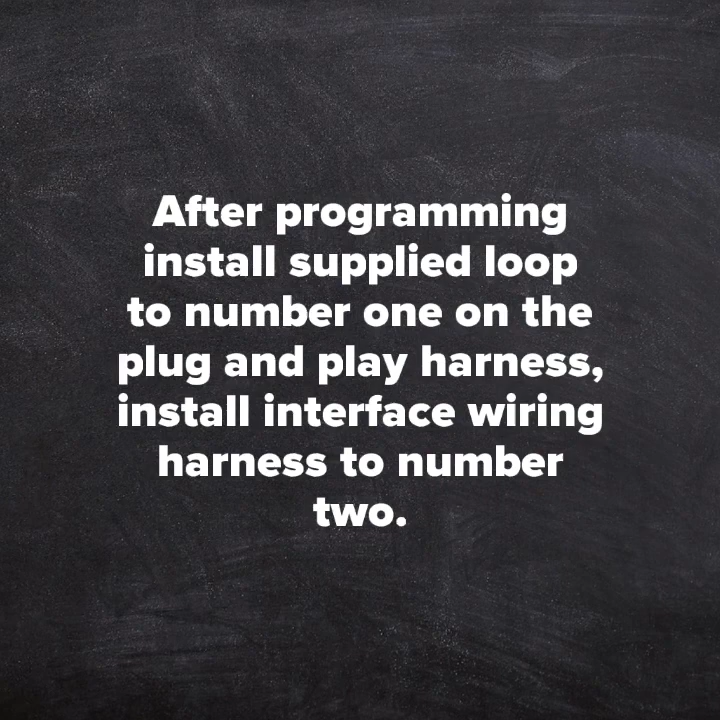 After programming
install supplied loop
to number one on the
plug and play harness,
install interface wiring
harness to number
two.